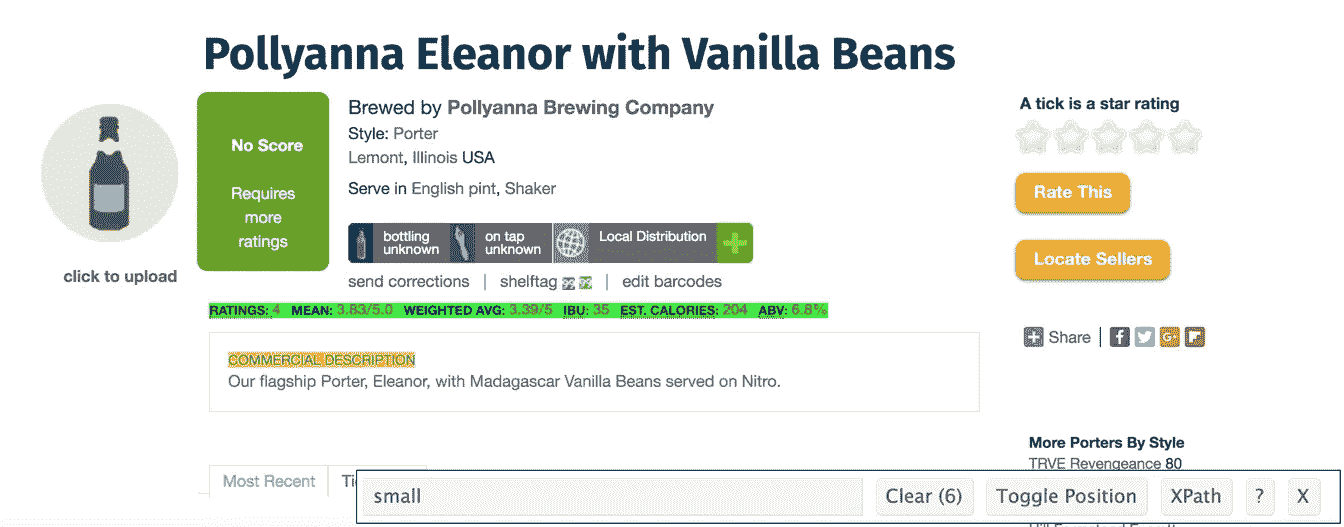 Pollyanna Eleanor with Vanilla Beans
No Score
Requires
more
ratings
click to upload
Brewed by Pollyanna Brewing Company
Style: Porter
Lemont, Illinois USA
Serve in English pint, Shaker
bottling
unknown
on tap
unknown
Local Distribution
send corrections | shelftag | edit barcodes
RATINGS: 4 MEAN: 3.83/5.0 WEIGHTED AVG: 3.39/5 IBU: 35 EST. CALORIES: 204 ABV: 6.8%
COMMERCIAL DESCRIPTION
Our flagship Porter, Eleanor, with Madagascar Vanilla Beans served on Nitro.
A tick is a star rating
Rate This
Locate Sellers
Share |
More Porters By Style
TRVE Revengeance 80
Most Recent
small
Clear (6)
Toggle Position
XPath
?
X